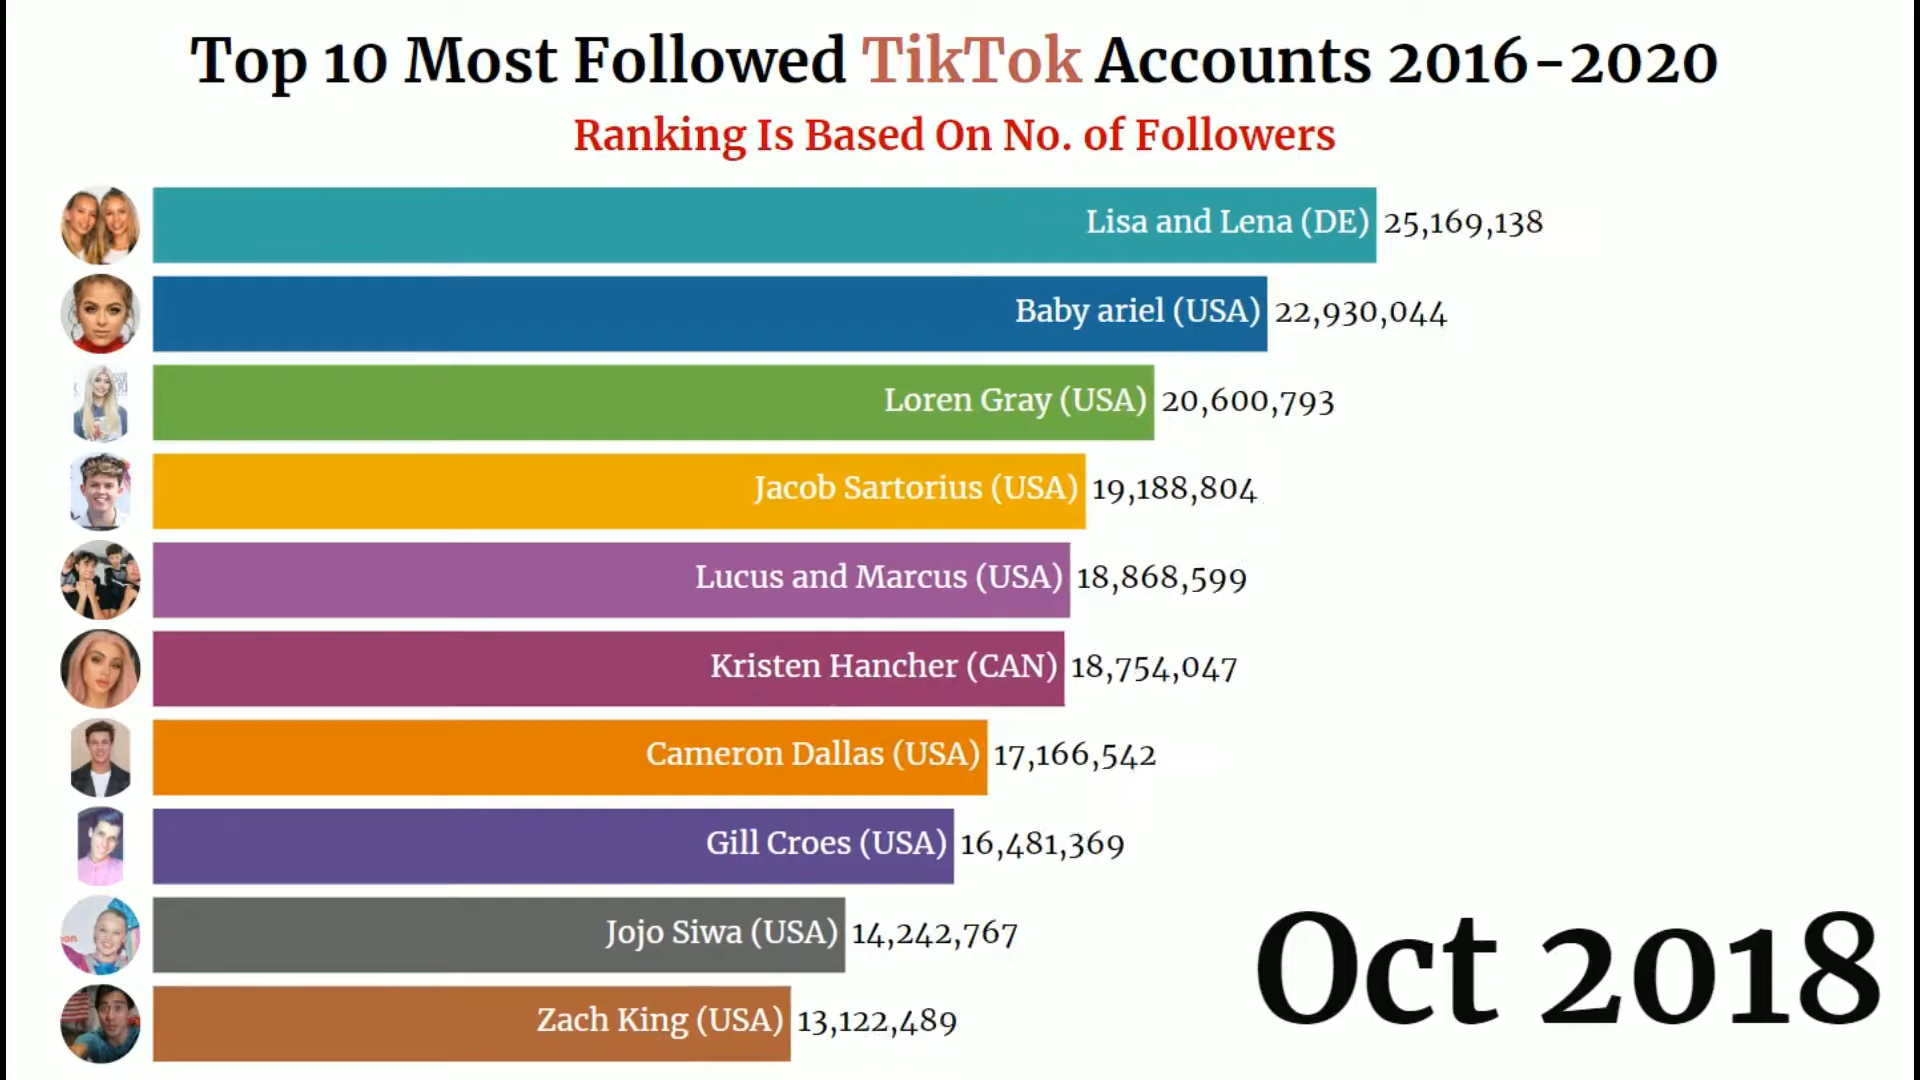 Top 10 Most Followed TikTok Accounts 2016-2020
Ranking Is Based On No. of Followers
Lisa and Lena (DE) 25,169,138
Baby ariel (USA) 22,930,044
Loren Gray (USA) 20,600,793
Jacob Sartorius (USA) 19,188,804
Lucus and Marcus (USA) 18,868,599
Kristen Hancher (CAN) 18,754,047
Cameron Dallas (USA) 17,166,542
Gill Croes (USA) 16,481,369
Jojo Siwa (USA) 14,242,767
Zach King (USA) 13,122,489
Oct 2018